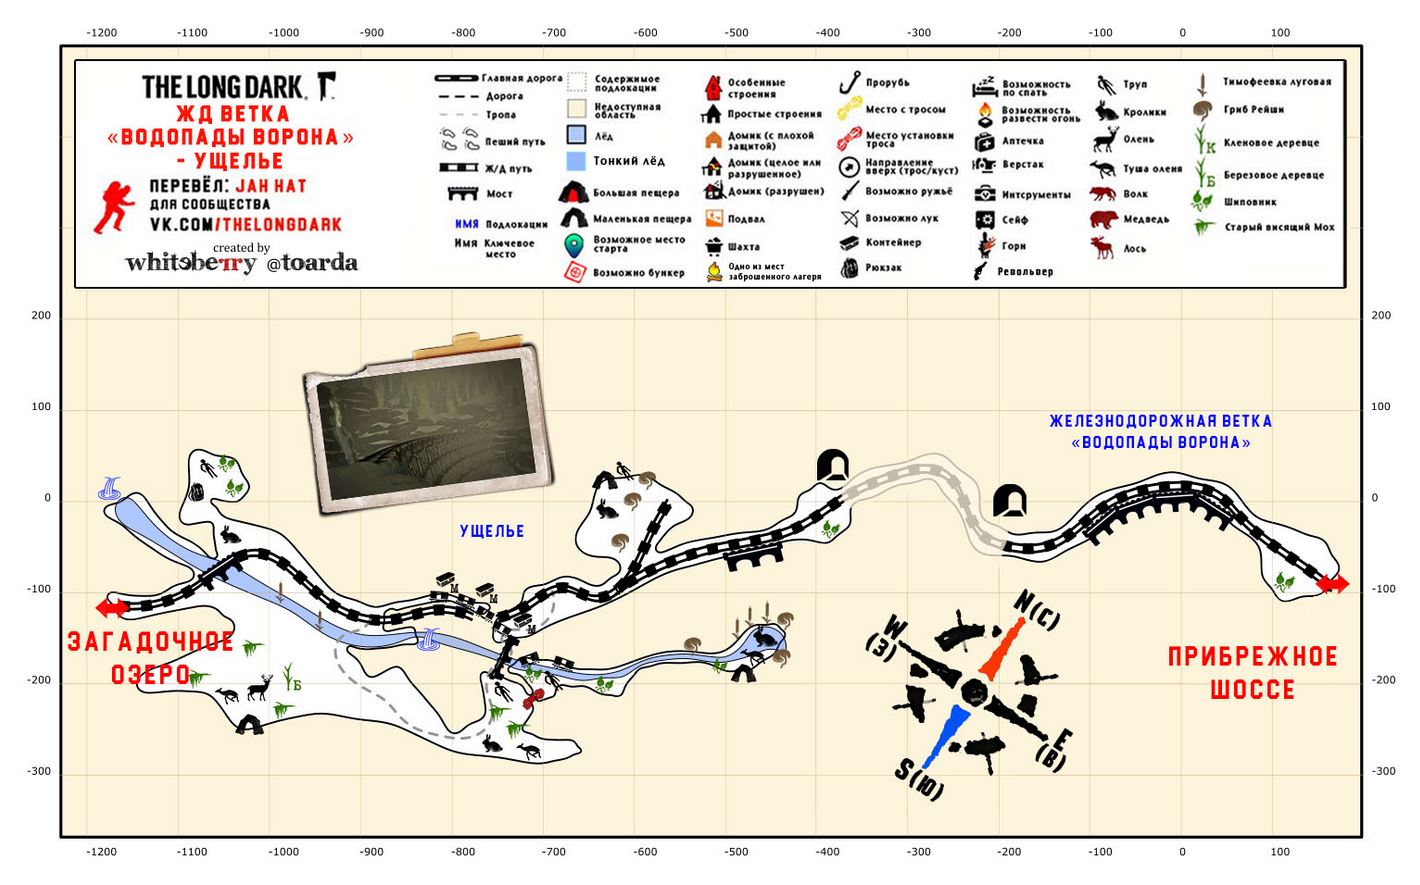 -1200 -1100 -1000 -900 -800 -700 -600 -500 -400 -300 -200 -100 0 100
THE LONG DARK
ЖД ВЕТКА
«ВОДОПАДЫ ВОРОНА»
- УЩЕЛЬЕ
ПЕРЕВЁЛ: JAH HAT
ДЛЯ СООБЩЕСТВА
VK.COM/THELONGDARK
created by
whiteberry @toarda
Главная дорога
Дорога
Тропа
Пеший путь
Ж/Д путь
Мост
ИМЯ Подлокации
Имя Ключевое
место
Содержимое
подлокации
Недоступная
область
Лёд
Тонкий лёд
Большая пещера
Маленькая пещера
Возможное место
старта
Возможно бункер
Особенные
строения
Простые строения
Домик (с плохой
защитой)
Домик (целое или
разрушенное)
Домик (разрушен)
Подвал
Шахта
Одно из мест
заброшенного лагеря
Прорубь
Место с тросом
Место установки
троса
Направление
вверх (трос/куст)
Возможно ружьё
Возможно лук
Контейнер
Рюкзак
Возможность
по спать
Возможность
развести огонь
Аптечка
Верстак
Интсрументы
Сейф
Горн
Револьвер
Труп
Кролики
Олень
Туша оленя
Волк
Медведь
Лось
Тимофеевка луговая
Гриб Рейши
К Кленовое деревце
Б Березовое деревце
Шиповник
Старый висящий Мох
200 200
100 100
ЖЕЛЕЗНОДОРОЖНАЯ ВЕТКА
«ВОДОПАДЫ ВОРОНА»
0 0
УЩЕЛЬЕ
-100 -100
М
М
М
N(С)
W
(З)
ЗАГАДОЧНОЕ
ОЗЕРО
ПРИБРЕЖНОЕ
ШОССЕ
-200 -200
Б
E
(В)
S(Ю)
-300 -300
-1200 -1100 -1000 -900 -800 -700 -600 -500 -400 -300 -200 -100 0 100